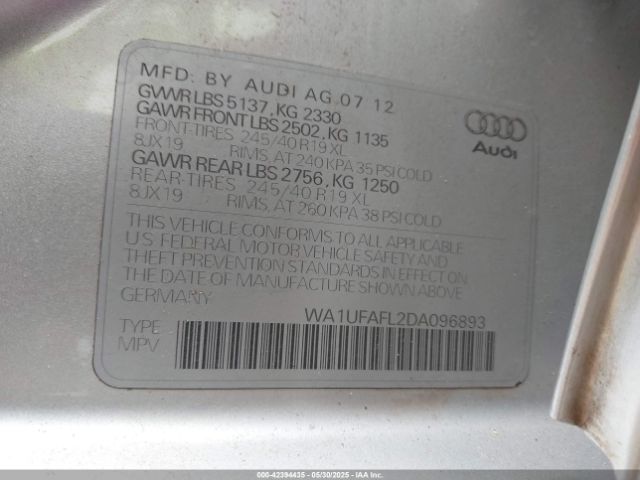 MFD. BY AUDI AG 07 12
GVWR LBS 5137, KG 2330
GAWR FRONT LBS 2502, KG 1135
FRONT-TIRES 245/40 R19 XL
8JX19 RIMS, AT 240 KPA 35 PSI COLD
GAWR REAR LBS 2756, KG 1250
REAR-TIRES 245/40 R 19 XL
8JX19 RIMS, AT 260 KPA 38 PSI COLD
Audi
THIS VEHICLE CONFORMS TO ALL APPLICABLE
U.S FEDERAL MOTOR VEHICLE SAFETY AND
THEFT PREVENTION STANDARDS IN EFFECT ON
THE DATE OF MANUFACTURE SHOWN ABOVE
GERMANY
WA1UFAFL2DA096893
TYPE
MPV
000-42394435 - 05/30/2025 - IAAI.COM